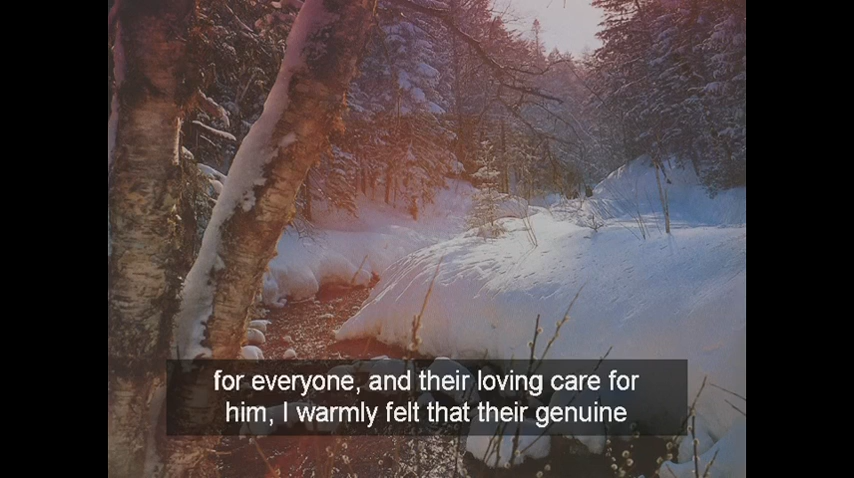 for everyone, and their loving care for
him, I warmly felt that their genuine